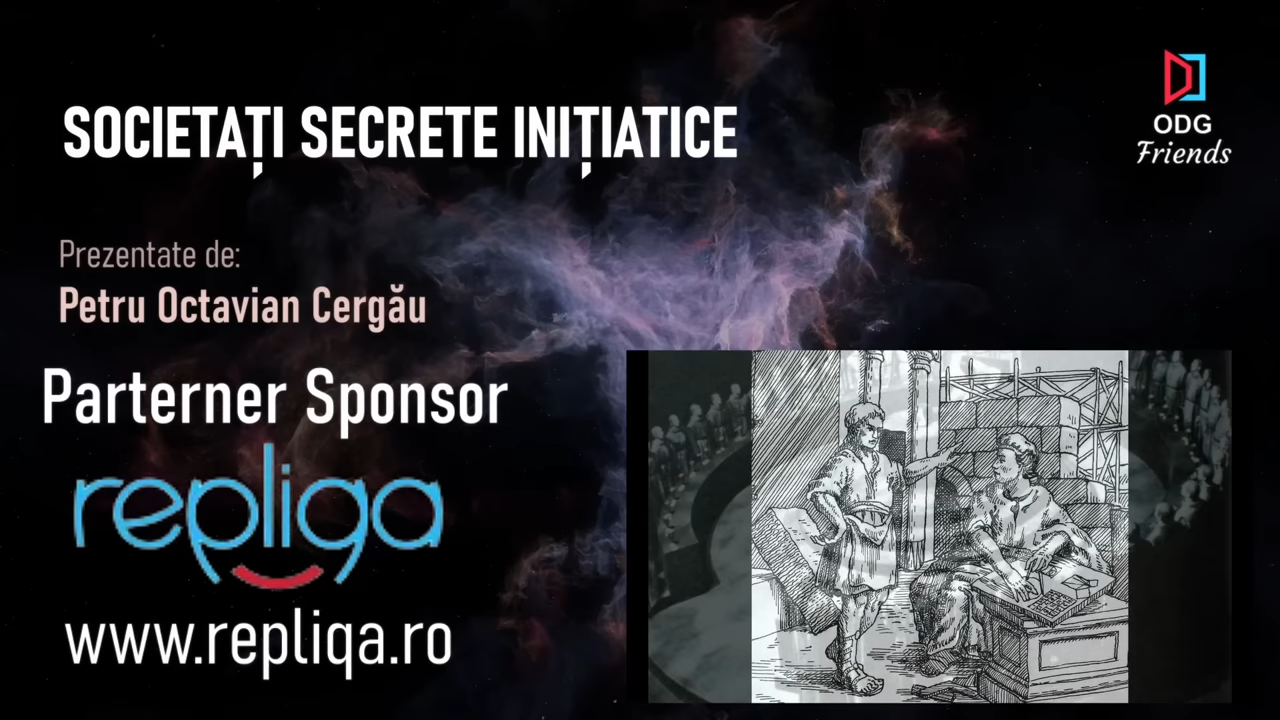 SOCIETAȚI SECRETE INIȚIATICE
ODG
Friends
Prezentate de:
Petru Octavian Cergău
Parterner Sponsor
repliqa
www.repliqa.ro